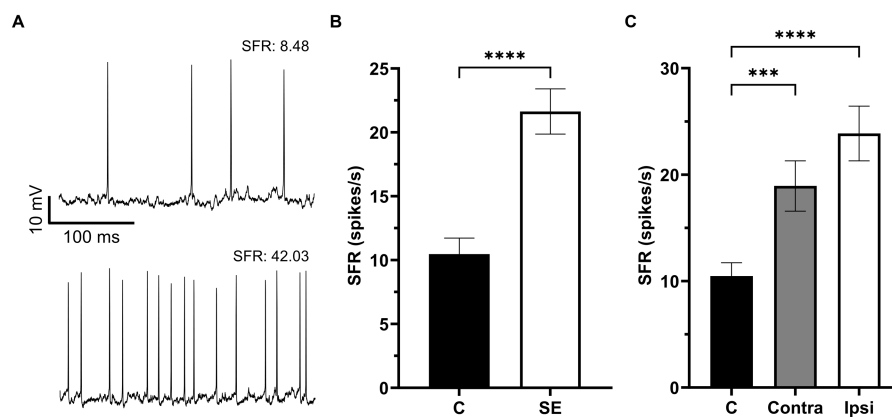 A
SFR: 8.48
10 mV
100 ms
SFR: 42.03
B
****
SFR (spikes/s)
25
20
15
10
5
0
C
SE
C
****
***
SFR (spikes/s)
30
20
10
0
C
Contra
Ipsi